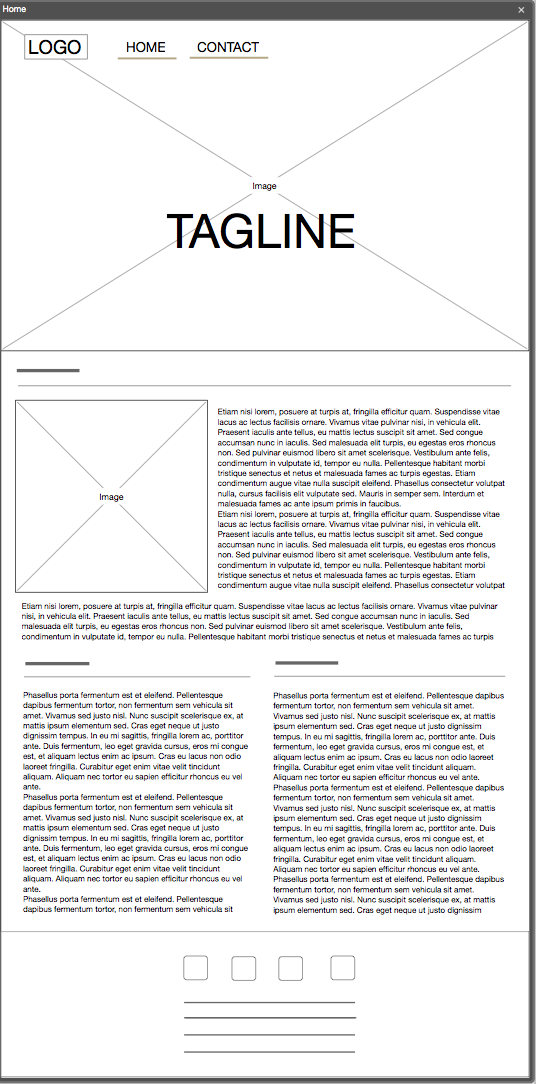 Home
LOGO
HOME
CONTACT
Image
TAGLINE
Image
Etiam nisi lorem, posuere at turpis at, fringilla efficitur quam. Suspendisse vitae
lacus ac lectus facilisis ornare. Vivamus vitae pulvinar nisi, in vehicula elit.
Praesent iaculis ante tellus, eu mattis lectus suscipit sit amet. Sed congue
accumsan nunc in iaculis. Sed malesuada elit turpis, eu egestas eros rhoncus
non. Sed pulvinar euismod libero sit amet scelerisque. Vestibulum ante felis,
condimentum in vulputate id, tempor eu nulla. Pellentesque habitant morbi
tristique senectus et netus et malesuada fames ac turpis egestas. Etiam
condimentum augue vitae nulla suscipit eleifend. Phasellus consectetur volutpat
nulla, cursus facilisis elit vulputate sed. Mauris in semper sem. Interdum et
malesuada fames ac ante ipsum primis in faucibus.
Etiam nisi lorem, posuere at turpis at, fringilla efficitur quam. Suspendisse vitae
lacus ac lectus facilisis ornare. Vivamus vitae pulvinar nisi, in vehicula elit.
Praesent iaculis ante tellus, eu mattis lectus suscipit sit amet. Sed congue
accumsan nunc in iaculis. Sed malesuada elit turpis, eu egestas eros rhoncus
non. Sed pulvinar euismod libero sit amet scelerisque. Vestibulum ante felis,
condimentum in vulputate id, tempor eu nulla. Pellentesque habitant morbi
tristique senectus et netus et malesuada fames ac turpis egestas. Etiam
condimentum augue vitae nulla suscipit eleifend. Phasellus consectetur volutpat
Etiam nisi lorem, posuere at turpis at, fringilla efficitur quam. Suspendisse vitae lacus ac lectus facilisis ornare. Vivamus vitae pulvinar
nisi, in vehicula elit. Praesent iaculis ante tellus, eu mattis lectus suscipit sit amet. Sed congue accumsan nunc in iaculis. Sed
malesuada elit turpis, eu egestas eros rhoncus non. Sed pulvinar euismod libero sit amet scelerisque. Vestibulum ante felis,
condimentum in vulputate id, tempor eu nulla. Pellentesque habitant morbi tristique senectus et netus et malesuada fames ac turpis
Phasellus porta fermentum est et eleifend. Pellentesque
dapibus fermentum tortor, non fermentum sem vehicula sit
amet. Vivamus sed justo nisl. Nunc suscipit scelerisque ex, at
mattis ipsum elementum sed. Cras eget neque ut justo
dignissim tempus. In eu mi sagittis, fringilla lorem ac, porttitor
ante. Duis fermentum, leo eget gravida cursus, eros mi congue
est, et aliquam lectus enim ac ipsum. Cras eu lacus non odio
laoreet fringilla. Curabitur eget enim vitae velit tincidunt
aliquam. Aliquam nec tortor eu sapien efficitur rhoncus eu vel
ante.
Phasellus porta fermentum est et eleifend. Pellentesque
dapibus fermentum tortor, non fermentum sem vehicula sit
amet. Vivamus sed justo nisl. Nunc suscipit scelerisque ex, at
mattis ipsum elementum sed. Cras eget neque ut justo
dignissim tempus. In eu mi sagittis, fringilla lorem ac, porttitor
ante. Duis fermentum, leo eget gravida cursus, eros mi congue
est, et aliquam lectus enim ac ipsum. Cras eu lacus non odio
laoreet fringilla. Curabitur eget enim vitae velit tincidunt
aliquam. Aliquam nec tortor eu sapien efficitur rhoncus eu vel
ante.
Phasellus porta fermentum est et eleifend. Pellentesque
dapibus fermentum tortor, non fermentum sem vehicula sit
Phasellus porta fermentum est et eleifend. Pellentesque dapibus
fermentum tortor, non fermentum sem vehicula sit amet.
Vivamus sed justo nisl. Nunc suscipit scelerisque ex, at mattis
ipsum elementum sed. Cras eget neque ut justo dignissim
tempus. In eu mi sagittis, fringilla lorem ac, porttitor ante. Duis
fermentum, leo eget gravida cursus, eros mi congue est, et
aliquam lectus enim ac ipsum. Cras eu lacus non odio laoreet
fringilla. Curabitur eget enim vitae velit tincidunt aliquam.
Aliquam nec tortor eu sapien efficitur rhoncus eu vel ante.
Phasellus porta fermentum est et eleifend. Pellentesque dapibus
fermentum tortor, non fermentum sem vehicula sit amet.
Vivamus sed justo nisl. Nunc suscipit scelerisque ex, at mattis
ipsum elementum sed. Cras eget neque ut justo dignissim
tempus. In eu mi sagittis, fringilla lorem ac, porttitor ante. Duis
fermentum, leo eget gravida cursus, eros mi congue est, et
aliquam lectus enim ac ipsum. Cras eu lacus non odio laoreet
fringilla. Curabitur eget enim vitae velit tincidunt aliquam.
Aliquam nec tortor eu sapien efficitur rhoncus eu vel ante.
Phasellus porta fermentum est et eleifend. Pellentesque dapibus
fermentum tortor, non fermentum sem vehicula sit amet.
Vivamus sed justo nisl. Nunc suscipit scelerisque ex, at mattis
ipsum elementum sed. Cras eget neque ut justo dignissim